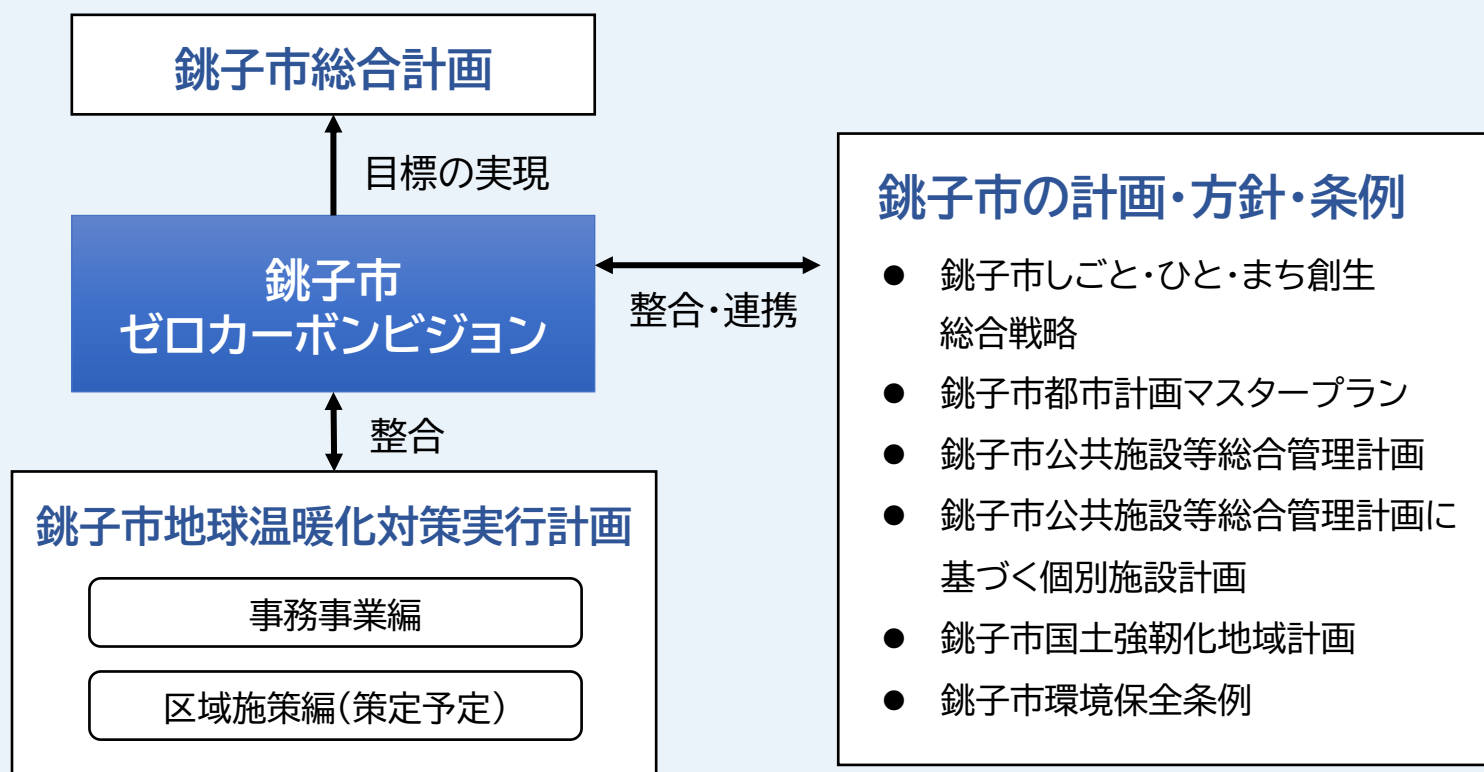 銚子市総合計画
目標の実現
銚子市
ゼロカーボンビジョン
整合・連携
整合
銚子市地球温暖化対策実行計画
事務事業編
区域施策編(策定予定)
銚子市の計画・方針・条例
● 銚子市しごと・ひと・まち創生
総合戦略
● 銚子市都市計画マスタープラン
● 銚子市公共施設等総合管理計画
● 銚子市公共施設等総合管理計画に
基づく個別施設計画
● 銚子市国土強靭化地域計画
● 銚子市環境保全条例